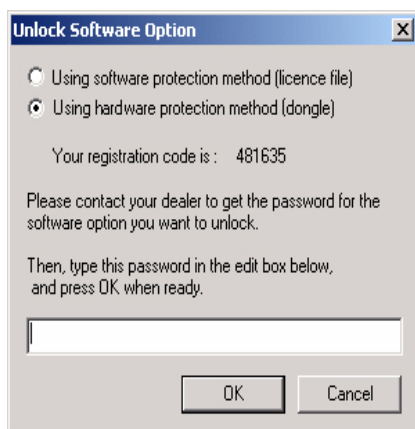 Unlock Software Option
Using software protection method (licence file)
Using hardware protection method (dongle)
Your registration code is : 481635
Please contact your dealer to get the password for the
software option you want to unlock.
Then, type this password in the edit box below,
and press OK when ready.
OK Cancel